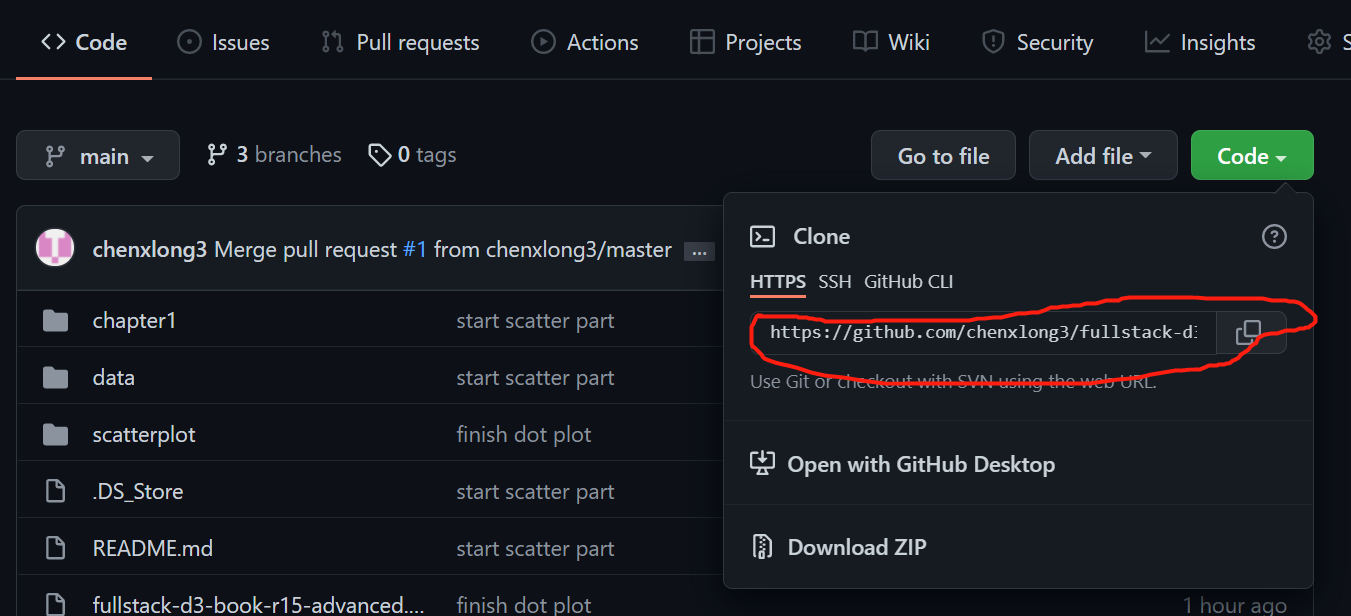 Code Issues Pull requests Actions Projects Wiki Security Insights S
main 3 branches 0 tags Go to file Add file Code
chenxlong3 Merge pull request #1 from chenxlong3/master ...
chapter1 start scatter part
data start scatter part
scatterplot finish dot plot
.DS_Store start scatter part
README.md start scatter part
fullstack-d3-book-r15-advanced.... finish dot plot 1 hour ago
Clone
HTTPS SSH GitHub CLI
https://github.com/chenxlong3/fullstack-d3
Use Git or checkout with SVN using the web URL.
Open with GitHub Desktop
Download ZIP